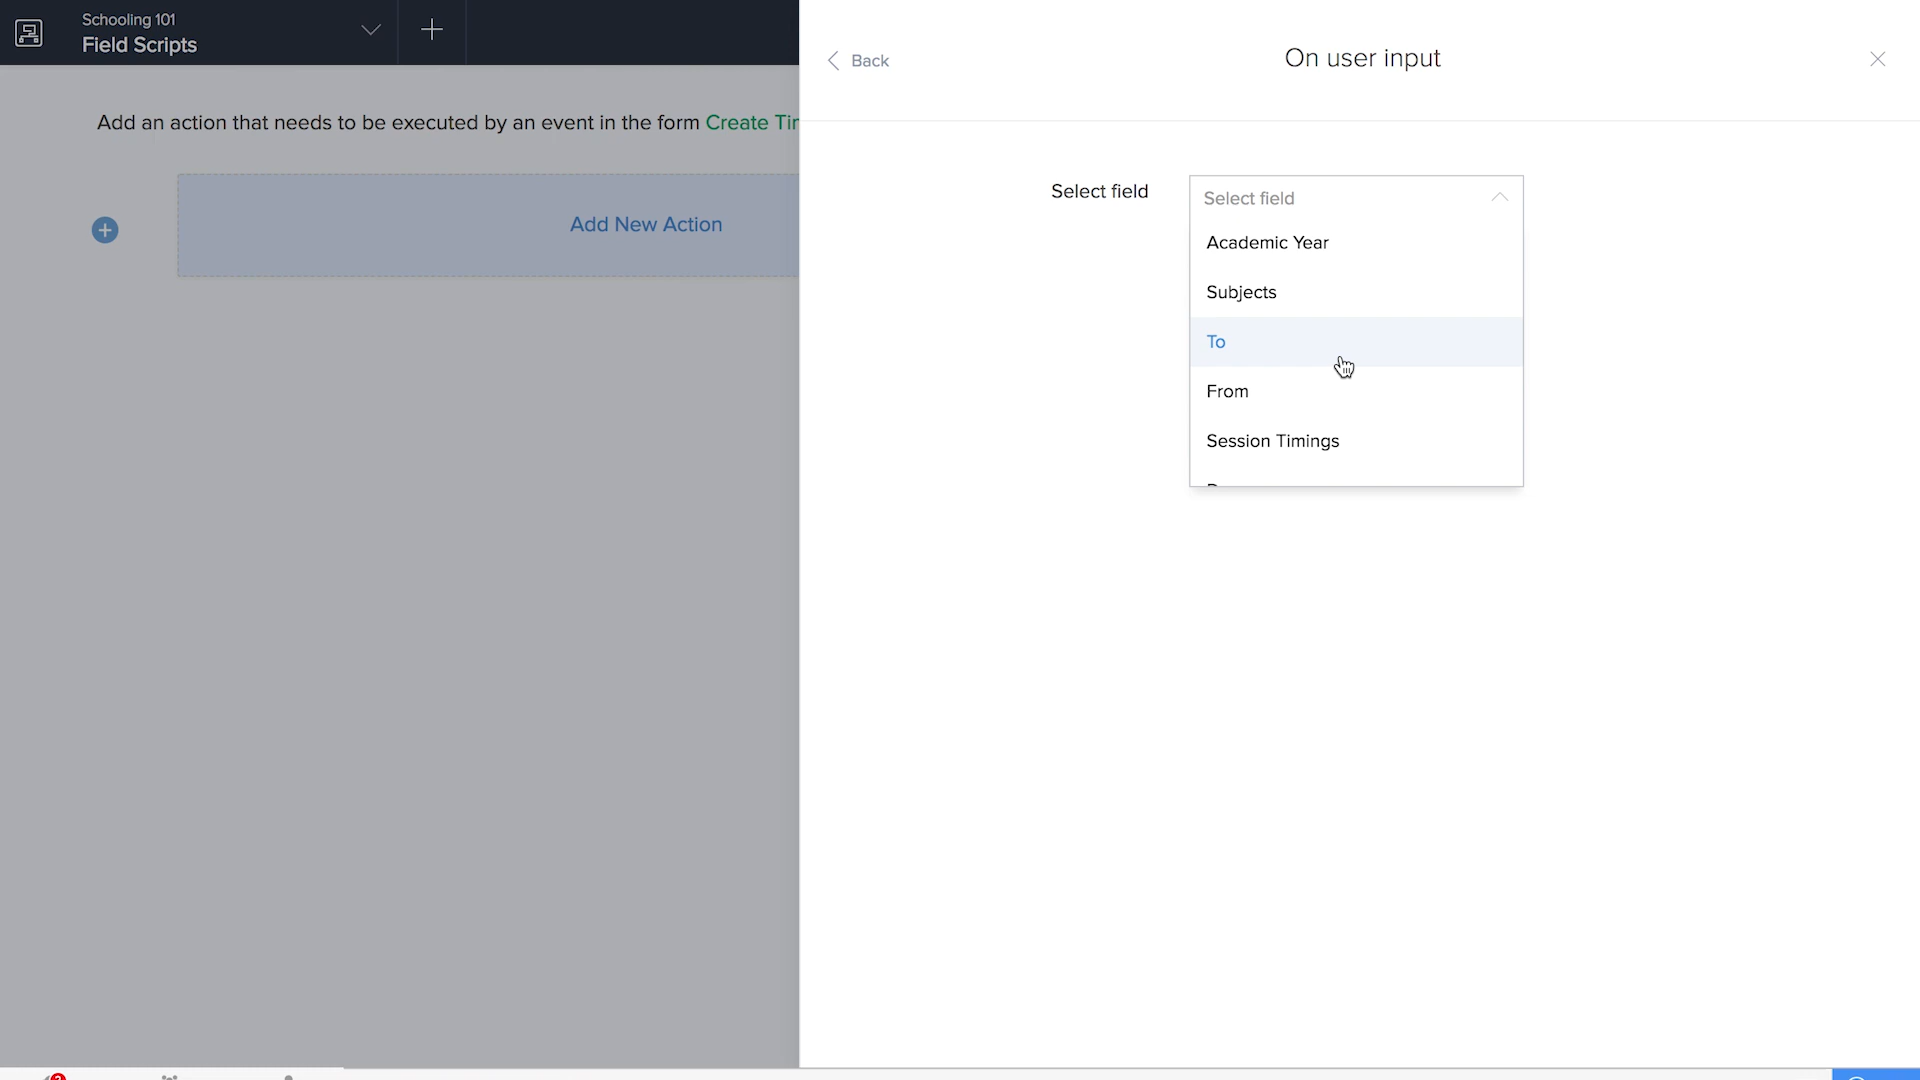 Schooling 101
Field Scripts
Back
On user input
Add an action that needs to be executed by an event in the form Create
Add New Action
Select field
Select field
Academic Year
Subjects
To
From
Session Timings